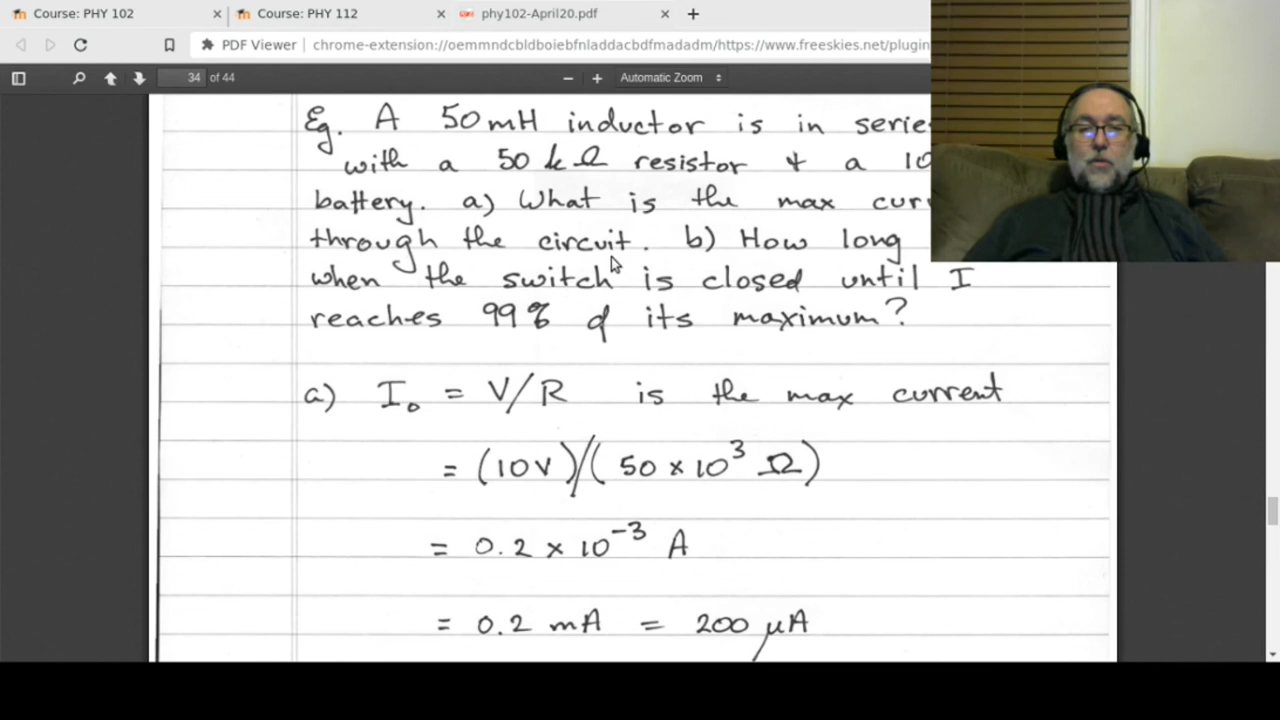 Course: PHY 102
Course: PHY 112
phy102-April20.pdf
PDF Viewer
chrome-extension://oemmndcbldboiebfnladdacbdfmadadm/https://www.freeskies.net/plugin
34 of 44
Automatic Zoom
Eg. A 50mH inductor is in serie
with a 50 kΩ resistor + a 10
battery. a) What is the max curr
through the circuit. b) How long
when the switch is closed until I
reaches 99% of its maximum?
a) I₀ = V/R is the max current
= (10V)/(50 × 10³ Ω)
= 0.2 × 10⁻³ A
= 0.2 mA = 200 μA